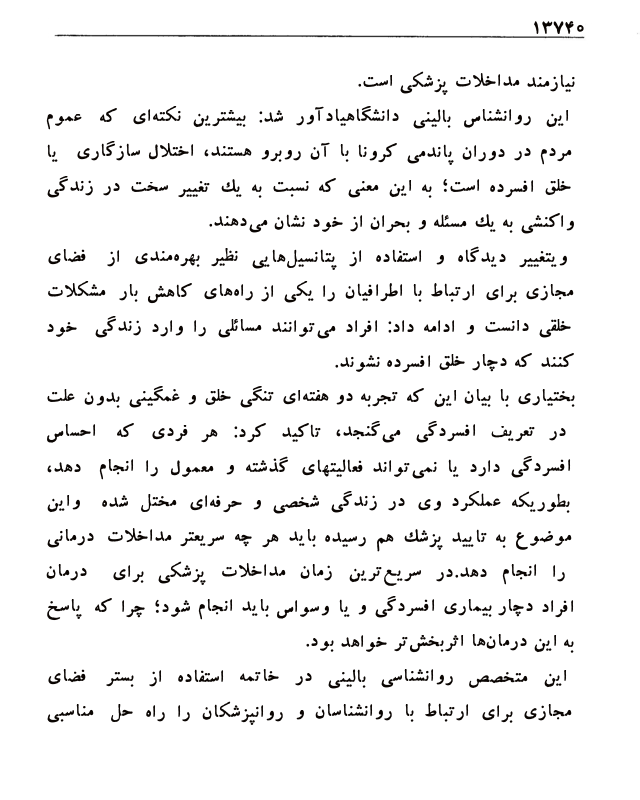 ۱۳۷۴۰
نیازمند مداخلات پزشکی است.
این روانشناس بالینی دانشگاهیادآور شد: بیشترین نکته‌ای که عموم
مردم در دوران پاندمی کرونا با آن روبرو هستند، اختلال سازگاری یا
خلق افسرده است؛ به این معنی که نسبت به یك تغییر سخت در زندگی
واکنشی به یك مسئله و بحران از خود نشان می‌دهند.
ویتغییر دیدگاه و استفاده از پتانسیل‌هایی نظیر بهره‌مندی از فضای
مجازی برای ارتباط با اطرافیان را یکی از راه‌های کاهش بار مشکلات
خلقی دانست و ادامه داد: افراد می‌توانند مسائلی را وارد زندگی خود
کنند که دچار خلق افسرده نشوند.
بختیاری با بیان این که تجربه دو هفته‌ای تنگی خلق و غمگینی بدون علت
در تعریف افسردگی می‌گنجد، تاکید کرد: هر فردی که احساس
افسردگی دارد یا نمی‌تواند فعالیتهای گذشته و معمول را انجام دهد،
بطوریکه عملکرد وی در زندگی شخصی و حرفه‌ای مختل شده واین
موضوع به تایید پزشك هم رسیده باید هر چه سریعتر مداخلات درمانی
را انجام دهد.در سریع‌ترین زمان مداخلات پزشکی برای درمان
افراد دچار بیماری افسردگی و یا وسواس باید انجام شود؛ چرا که پاسخ
به این درمان‌ها اثربخش‌تر خواهد بود.
این متخصص روانشناسی بالینی در خاتمه استفاده از بستر فضای
مجازی برای ارتباط با روانشناسان و روانپزشکان را راه حل مناسبی